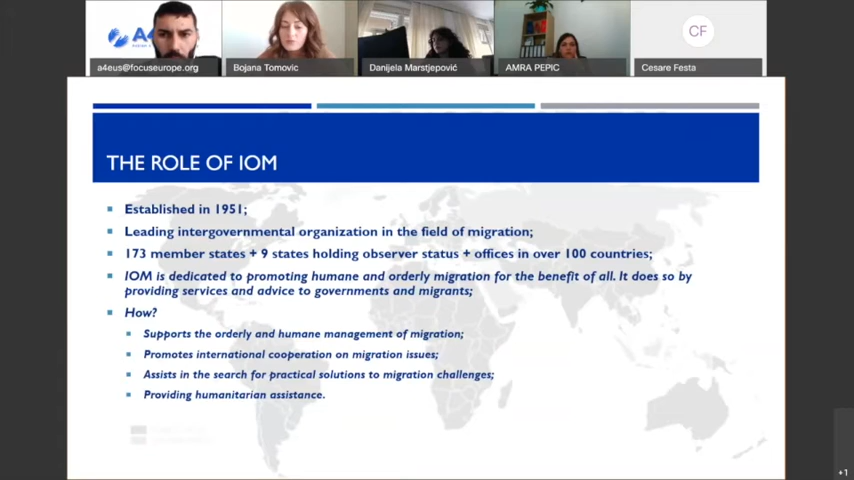 A4
a4eus@focuseurope.org
Bojana Tomovic
Danijela Marstjepović
AMRA PEPIC
CF
Cesare Festa
THE ROLE OF IOM
Established in 1951;
Leading intergovernmental organization in the field of migration;
173 member states + 9 states holding observer status + offices in over 100 countries;
IOM is dedicated to promoting humane and orderly migration for the benefit of all. It does so by
providing services and advice to governments and migrants;
How?
Supports the orderly and humane management of migration;
Promotes international cooperation on migration issues;
Assists in the search for practical solutions to migration challenges;
Providing humanitarian assistance.
+1